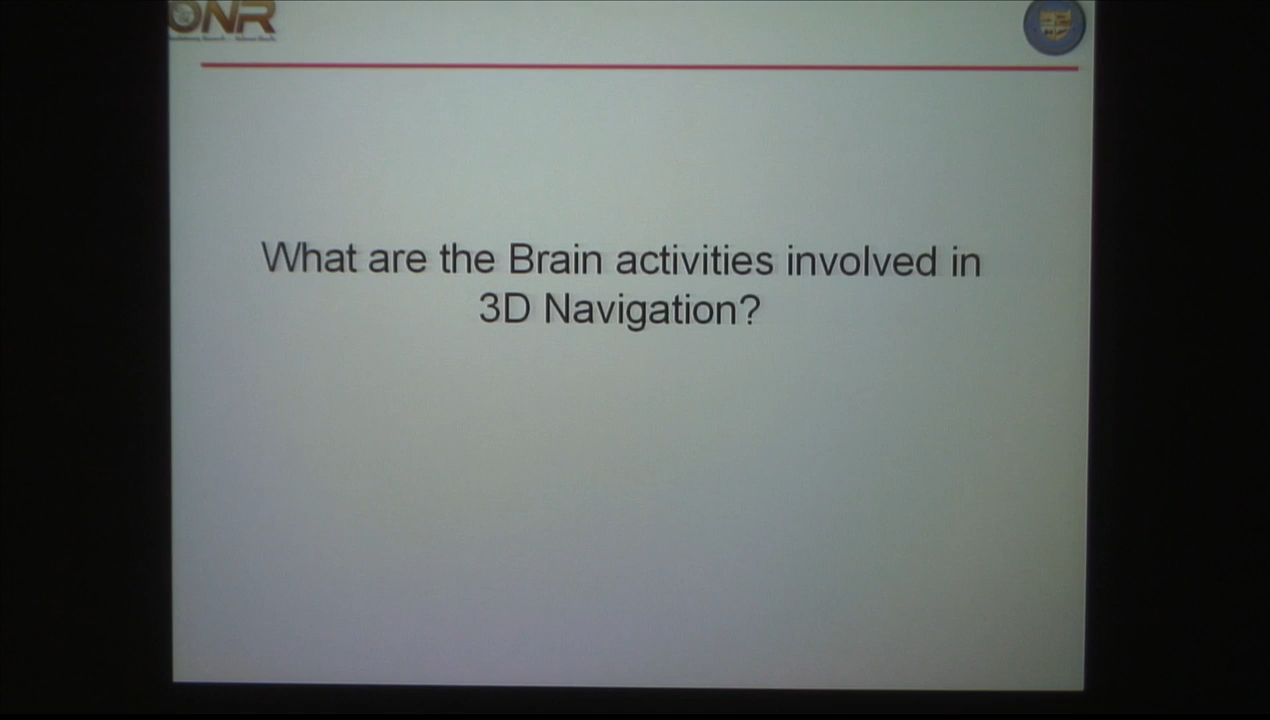 ONR
What are the Brain activities involved in
3D Navigation?